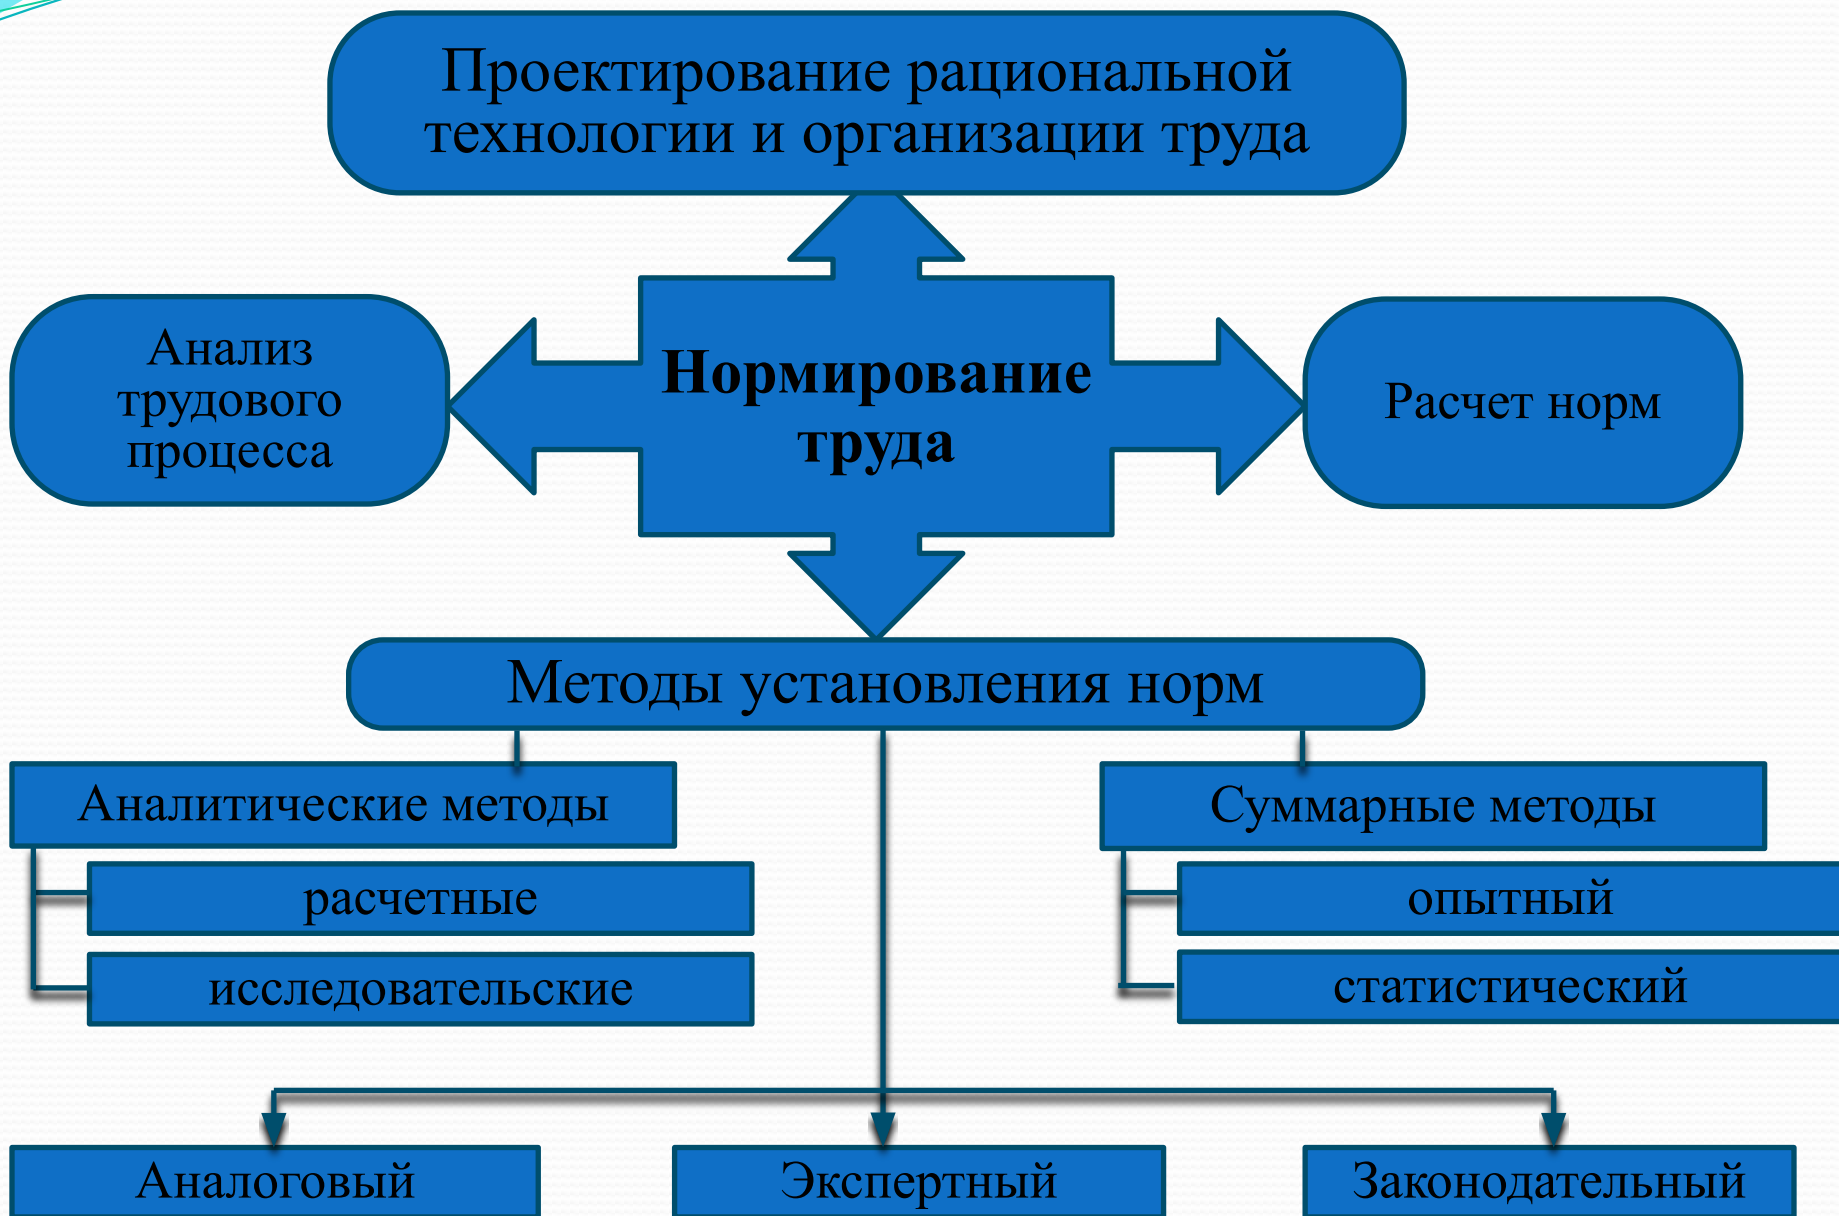 Проектирование рациональной
технологии и организации труда
Анализ
трудового
процесса
Нормирование
труда
Расчет норм
Методы установления норм
Аналитические методы
расчетные
исследовательские
Суммарные методы
опытный
статистический
Аналоговый
Экспертный
Законодательный